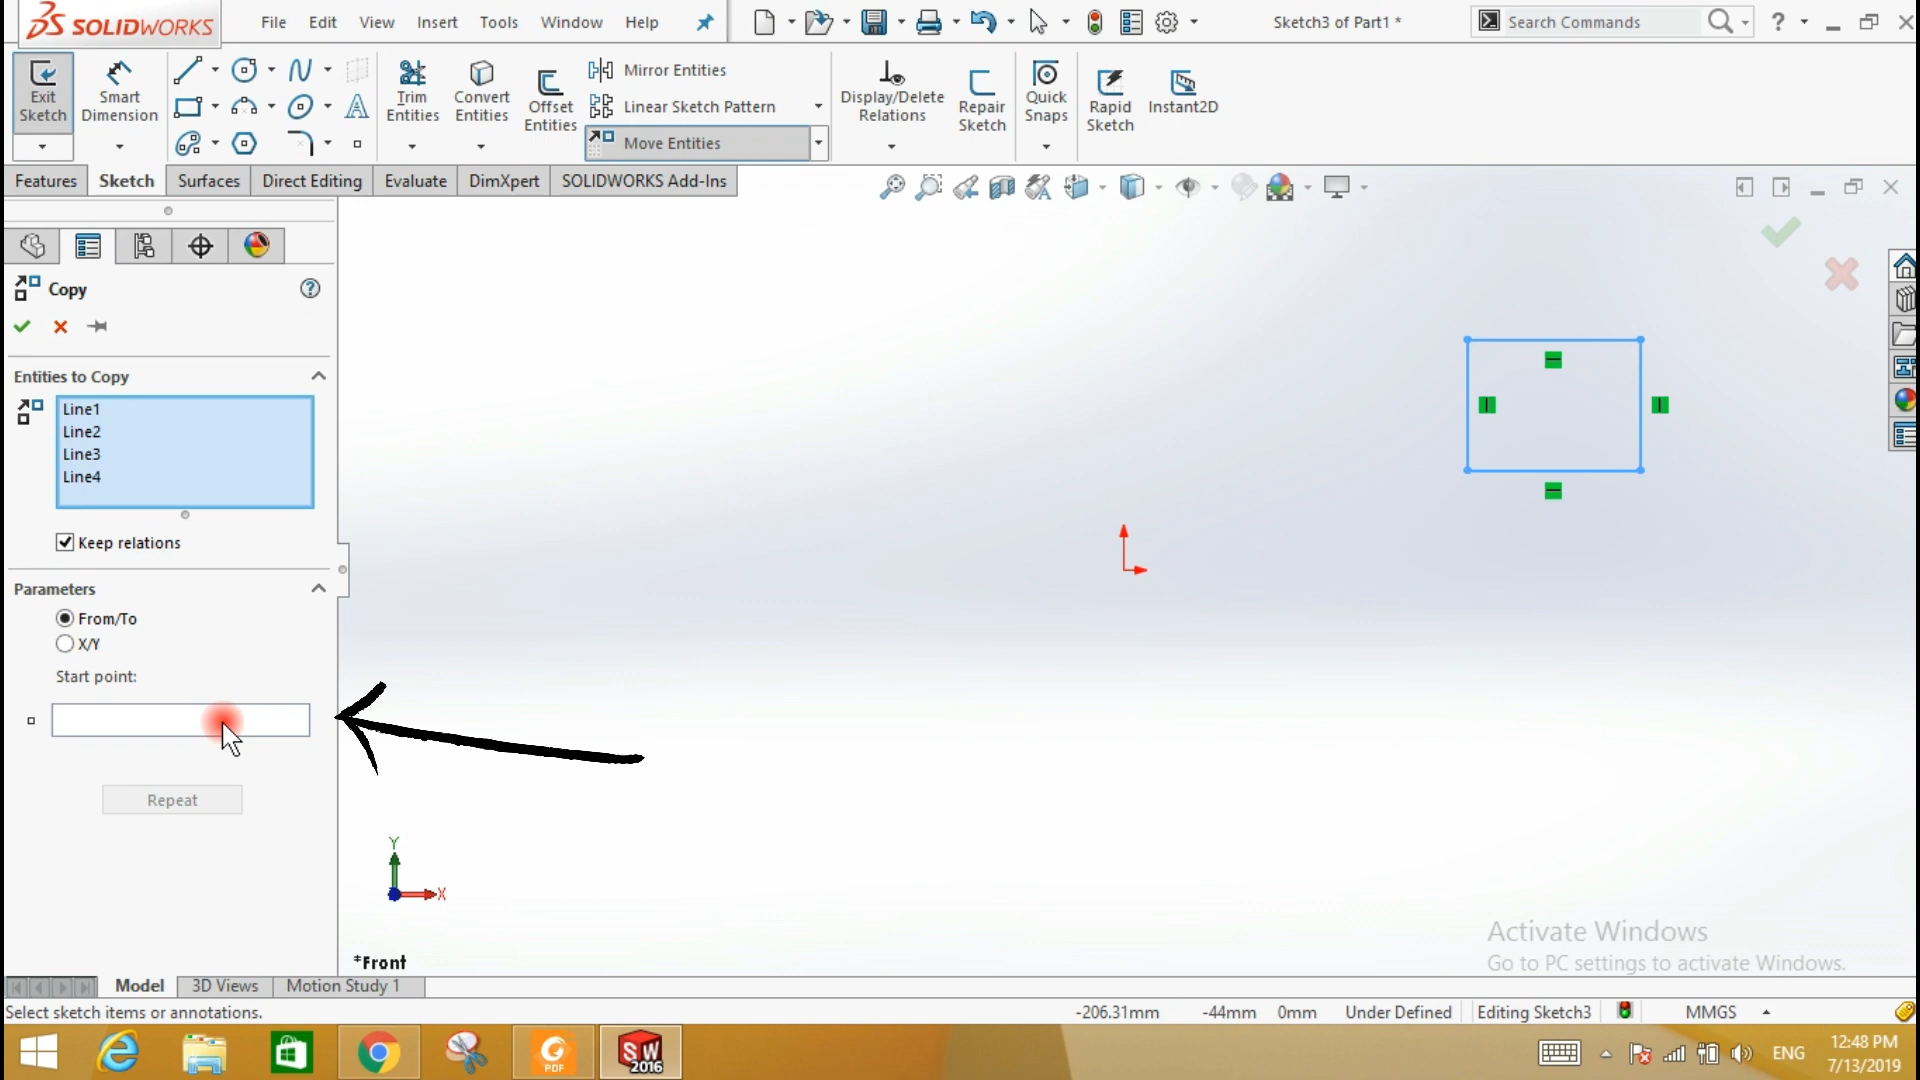 SOLIDWORKS File Edit View Insert Tools Window Help Sketch3 of Part1 * Search Commands ?
Exit Sketch
Smart Dimension
Trim Entities
Convert Entities
Offset Entities
Mirror Entities
Linear Sketch Pattern
Move Entities
Display/Delete Relations
Repair Sketch
Quick Snaps
Rapid Sketch
Instant2D
Features Sketch Surfaces Direct Editing Evaluate DimXpert SOLIDWORKS Add-Ins
Copy
Entities to Copy
Line1
Line2
Line3
Line4
Keep relations
Parameters
From/To
X/Y
Start point:
Repeat
Y
X
*Front
Activate Windows
Go to PC settings to activate Windows.
Model 3D Views Motion Study 1
Select sketch items or annotations. -206.31mm -44mm 0mm Under Defined Editing Sketch3 MMGS
PDF
SW
2016
ENG
12:48 PM
7/13/2019